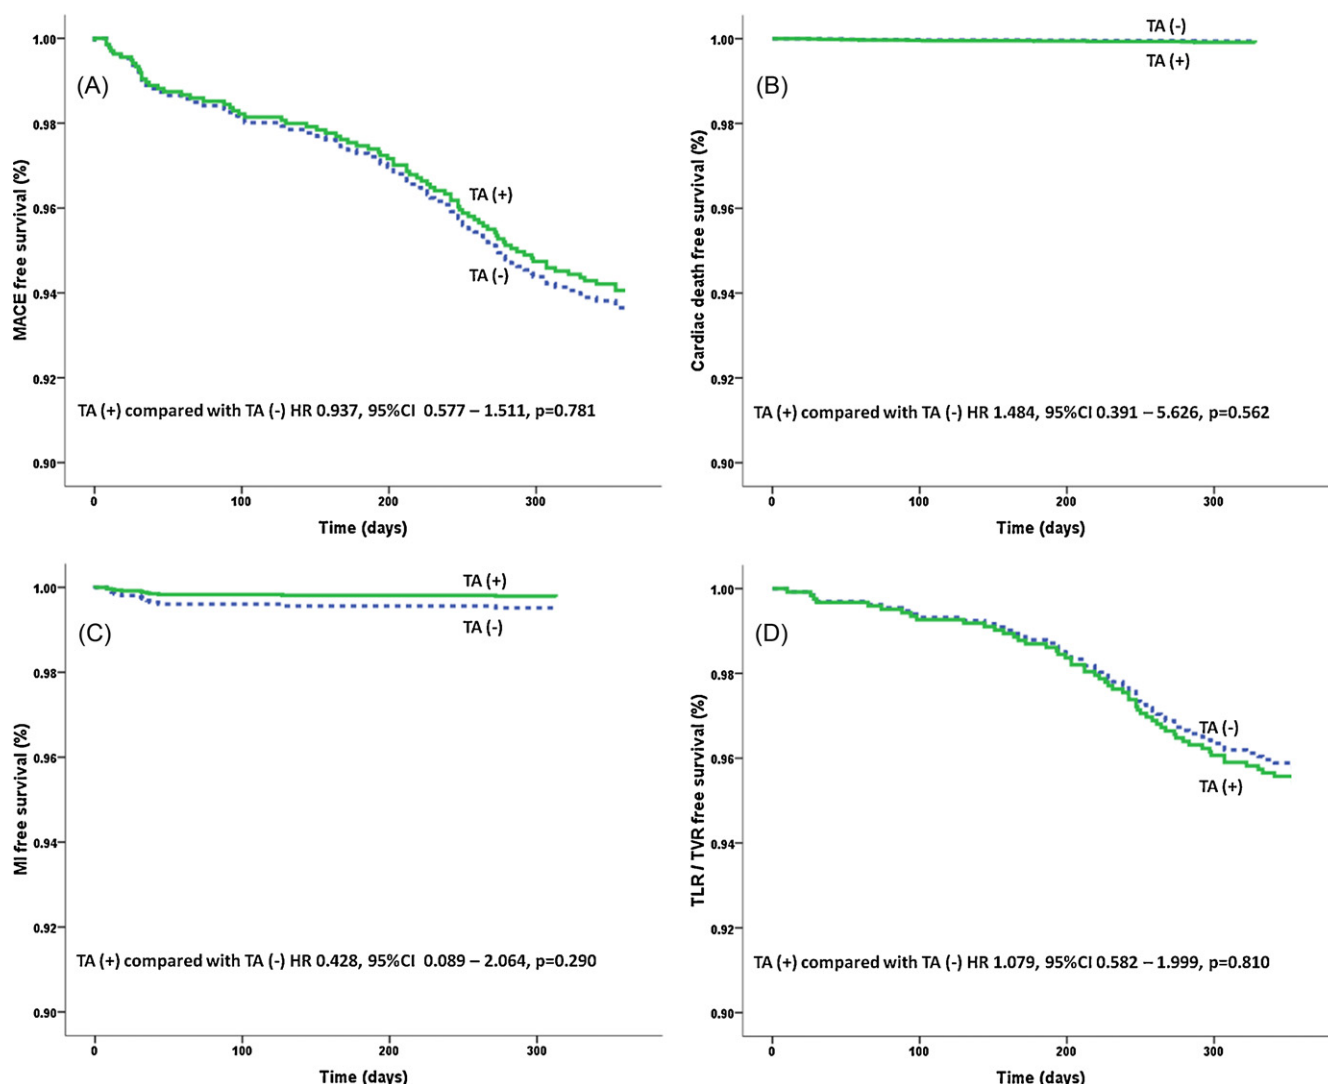 (A)
MACE free survival (%)
1.00
0.98
0.96
0.94
0.92
0.90
TA (+)
TA (-)
TA (+) compared with TA (-) HR 0.937, 95%CI 0.577 – 1.511, p=0.781
0 100 200 300
Time (days)
(B)
Cardiac death free survival (%)
1.00
0.98
0.96
0.94
0.92
0.90
TA (-)
TA (+)
TA (+) compared with TA (-) HR 1.484, 95%CI 0.391 – 5.626, p=0.562
0 100 200 300
Time (days)
(C)
MI free survival (%)
1.00
0.98
0.96
0.94
0.92
0.90
TA (+)
TA (-)
TA (+) compared with TA (-) HR 0.428, 95%CI 0.089 – 2.064, p=0.290
0 100 200 300
Time (days)
(D)
TLR / TVR free survival (%)
1.00
0.98
0.96
0.94
0.92
0.90
TA (-)
TA (+)
TA (+) compared with TA (-) HR 1.079, 95%CI 0.582 – 1.999, p=0.810
0 100 200 300
Time (days)